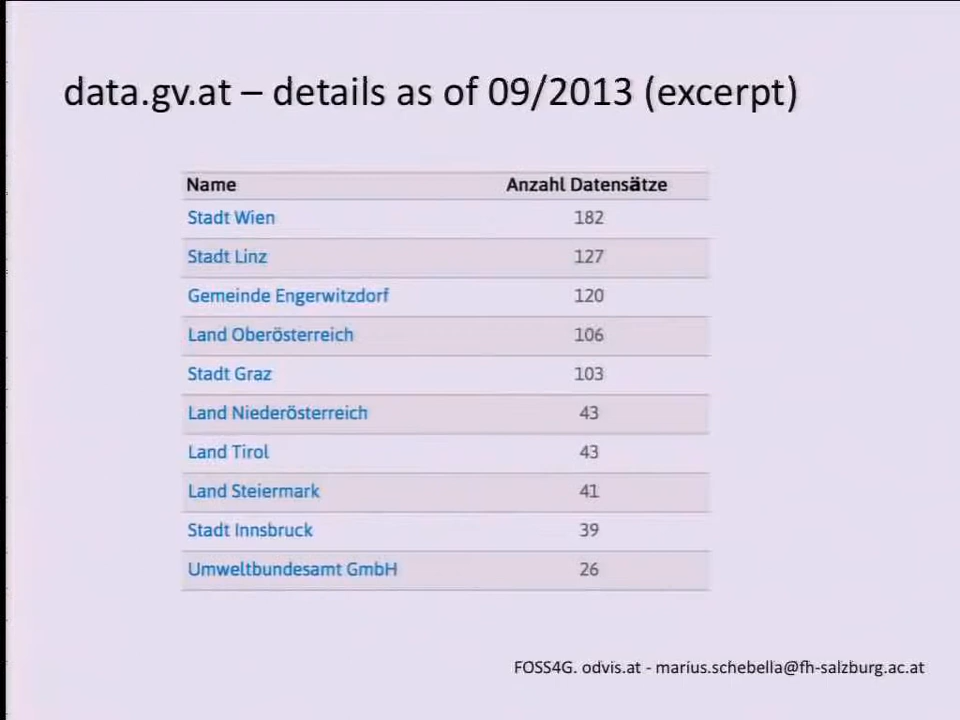 data.gv.at – details as of 09/2013 (excerpt)
Name Anzahl Datensätze
Stadt Wien 182
Stadt Linz 127
Gemeinde Engerwitzdorf 120
Land Oberösterreich 106
Stadt Graz 103
Land Niederösterreich 43
Land Tirol 43
Land Steiermark 41
Stadt Innsbruck 39
Umweltbundesamt GmbH 26
FOSS4G. odvis.at - marius.schebella@fh-salzburg.ac.at